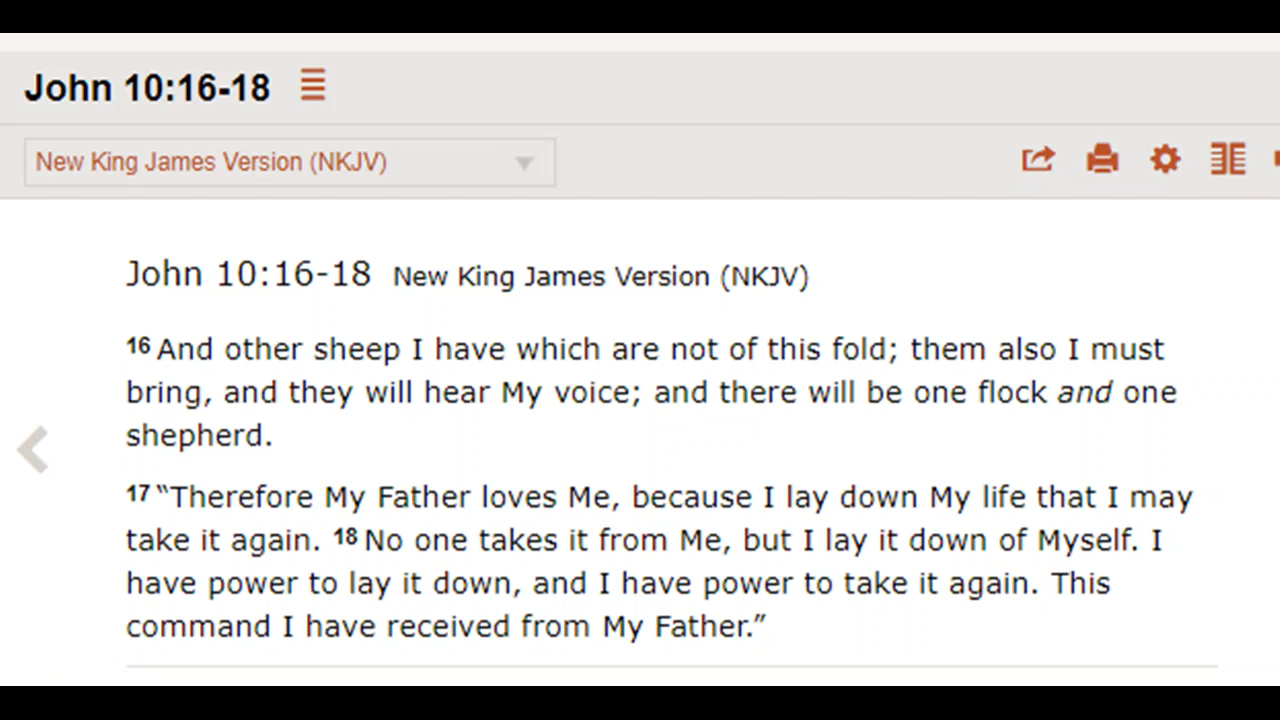 John 10:16-18
New King James Version (NKJV)
John 10:16-18 New King James Version (NKJV)
16 And other sheep I have which are not of this fold; them also I must
bring, and they will hear My voice; and there will be one flock and one
shepherd.
17 “Therefore My Father loves Me, because I lay down My life that I may
take it again. 18 No one takes it from Me, but I lay it down of Myself. I
have power to lay it down, and I have power to take it again. This
command I have received from My Father.”